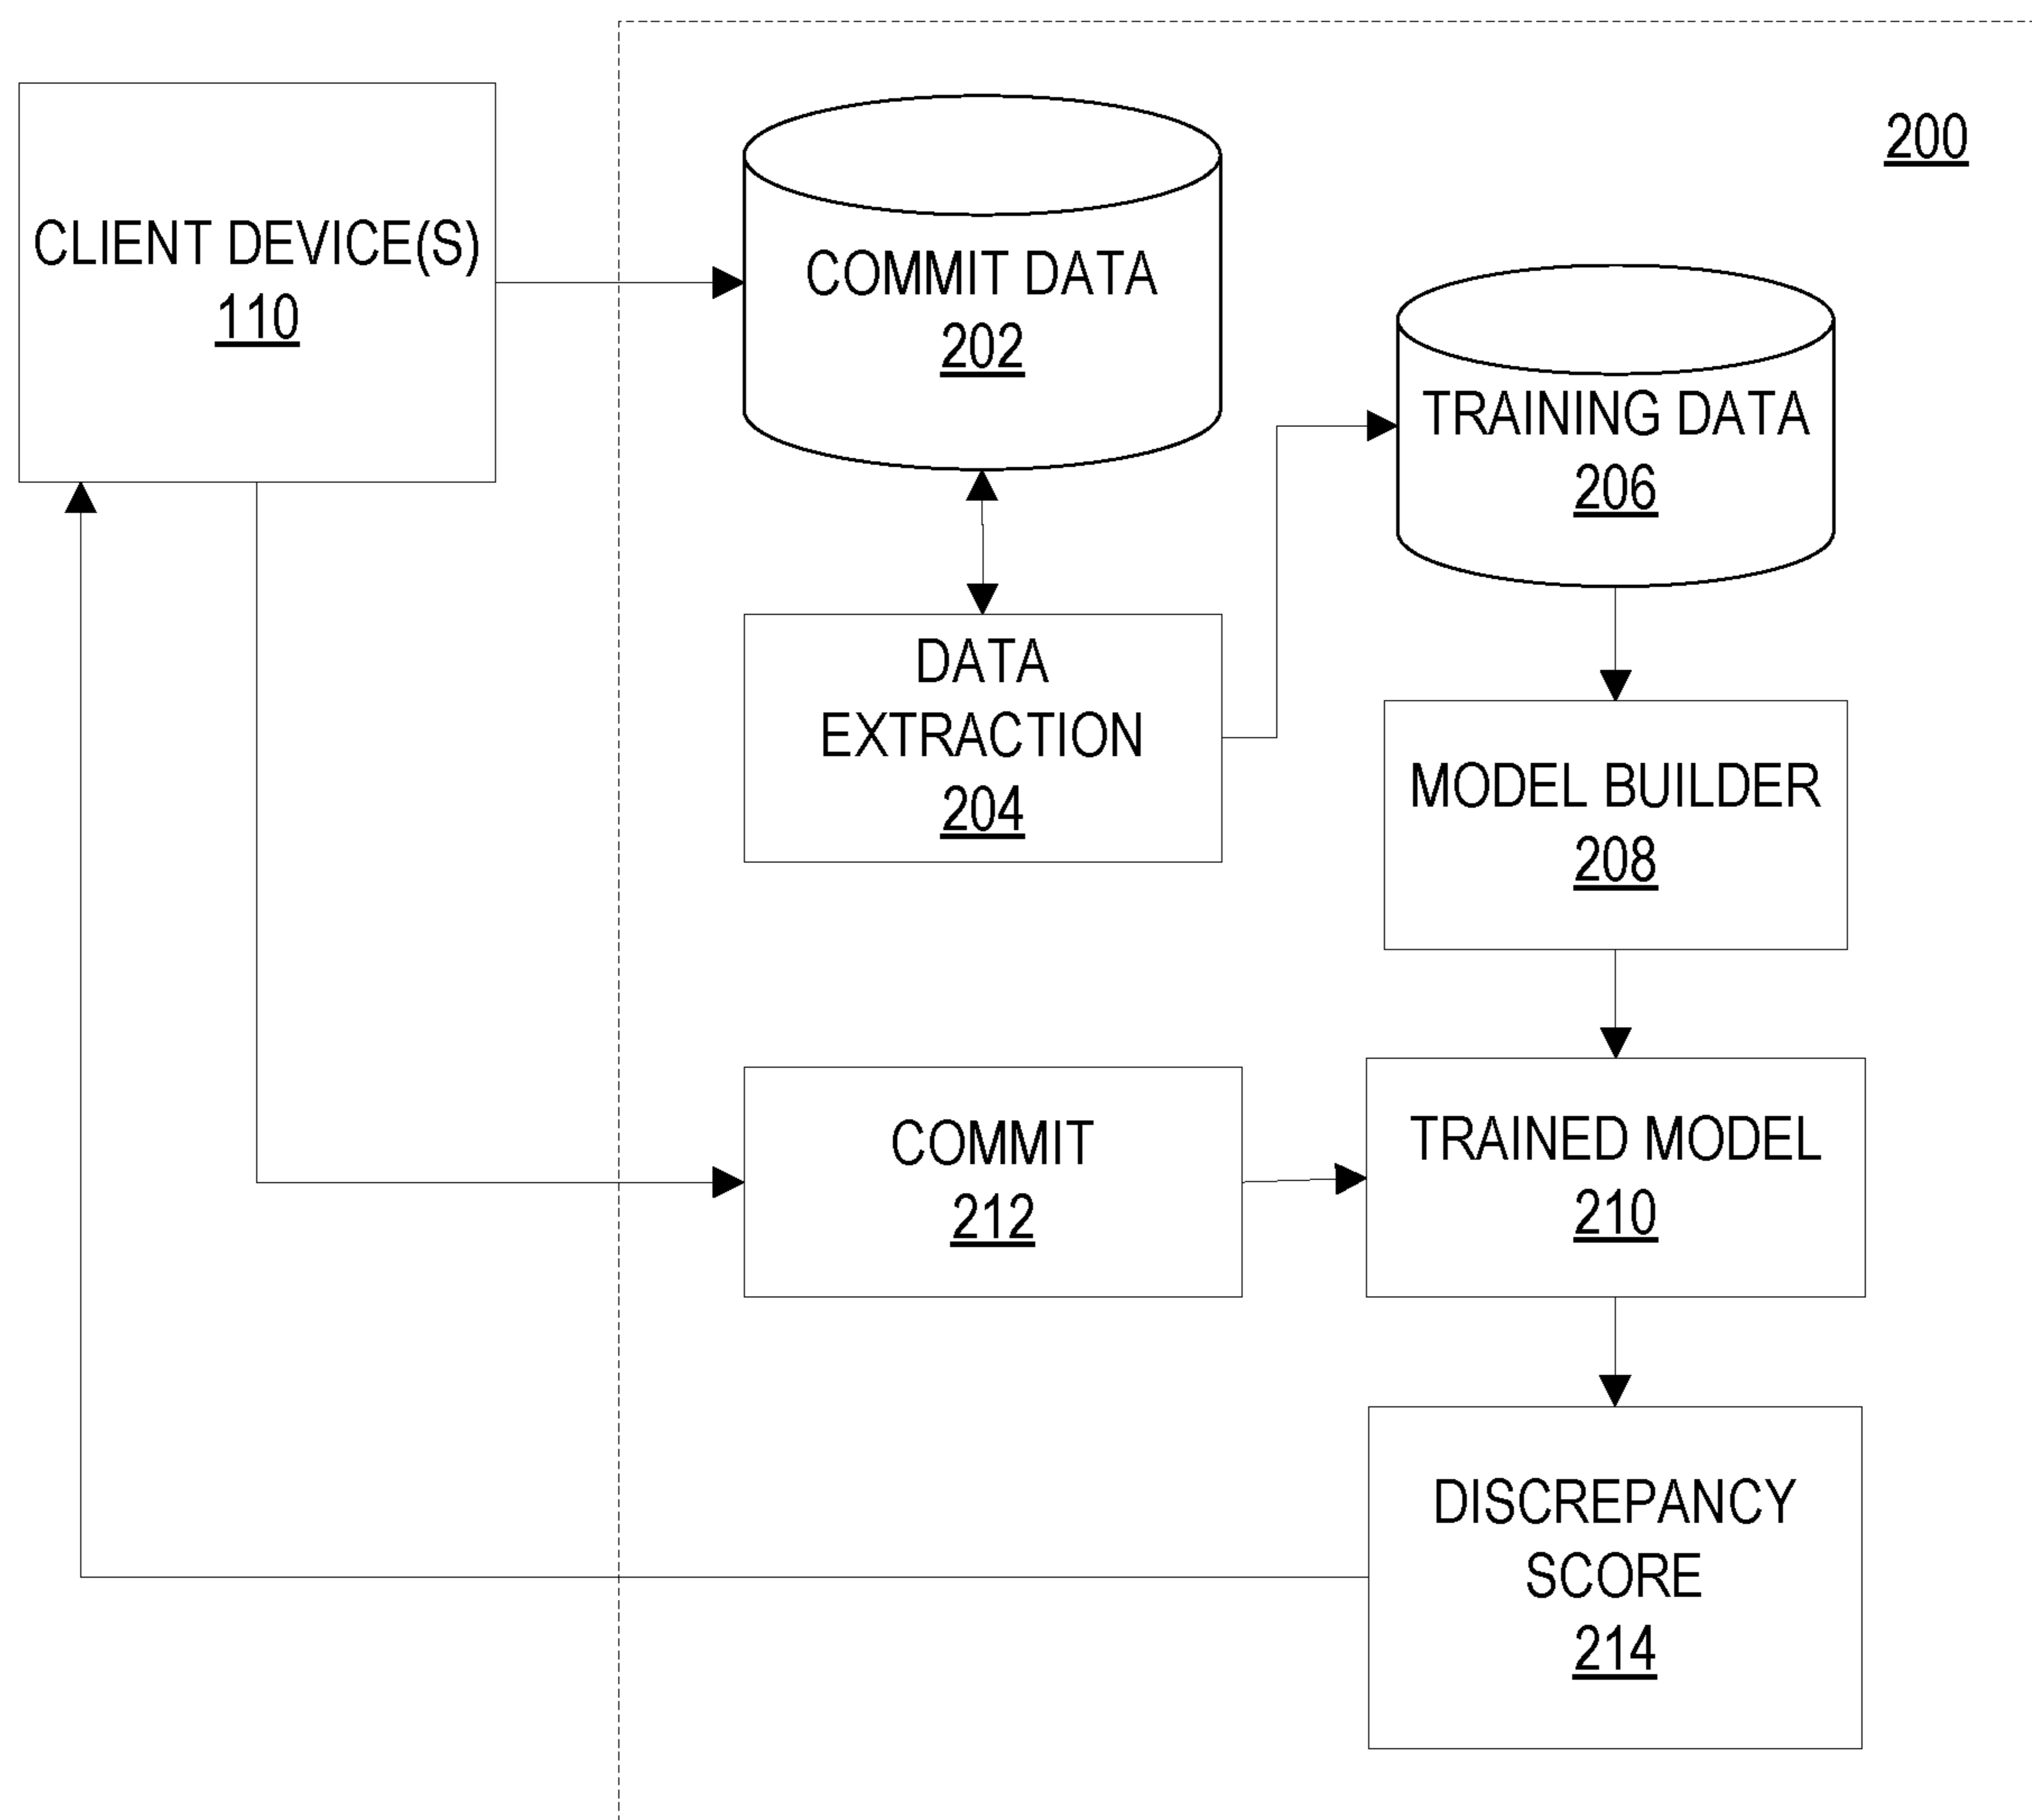 200
CLIENT DEVICE(S)
110
COMMIT DATA
202
TRAINING DATA
206
DATA
EXTRACTION
204
MODEL BUILDER
208
COMMIT
212
TRAINED MODEL
210
DISCREPANCY
SCORE
214